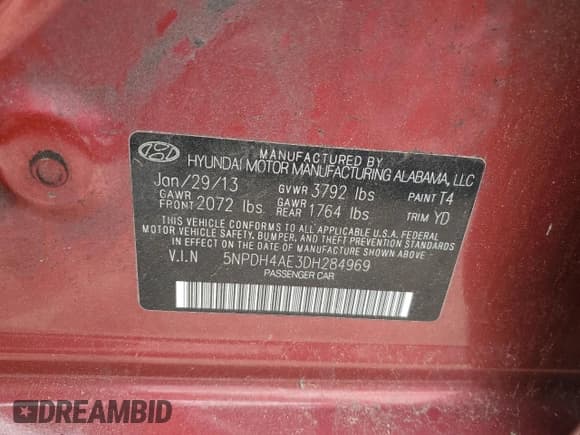 MANUFACTURED BY
HYUNDAI MOTOR MANUFACTURING ALABAMA, LLC
Jan/29/13 GVWR 3792 lbs PAINT T4
GAWR FRONT 2072 lbs GAWR REAR 1764 lbs TRIM YD
THIS VEHICLE CONFORMS TO ALL APPLICABLE U.S.A. FEDERAL
MOTOR VEHICLE SAFETY, BUMPER, AND THEFT PREVENTION STANDARDS
IN EFFECT ON THE DATE OF MANUFACTURE SHOWN ABOVE
V.I.N 5NPDH4AE3DH284969
PASSENGER CAR
DREAMBID